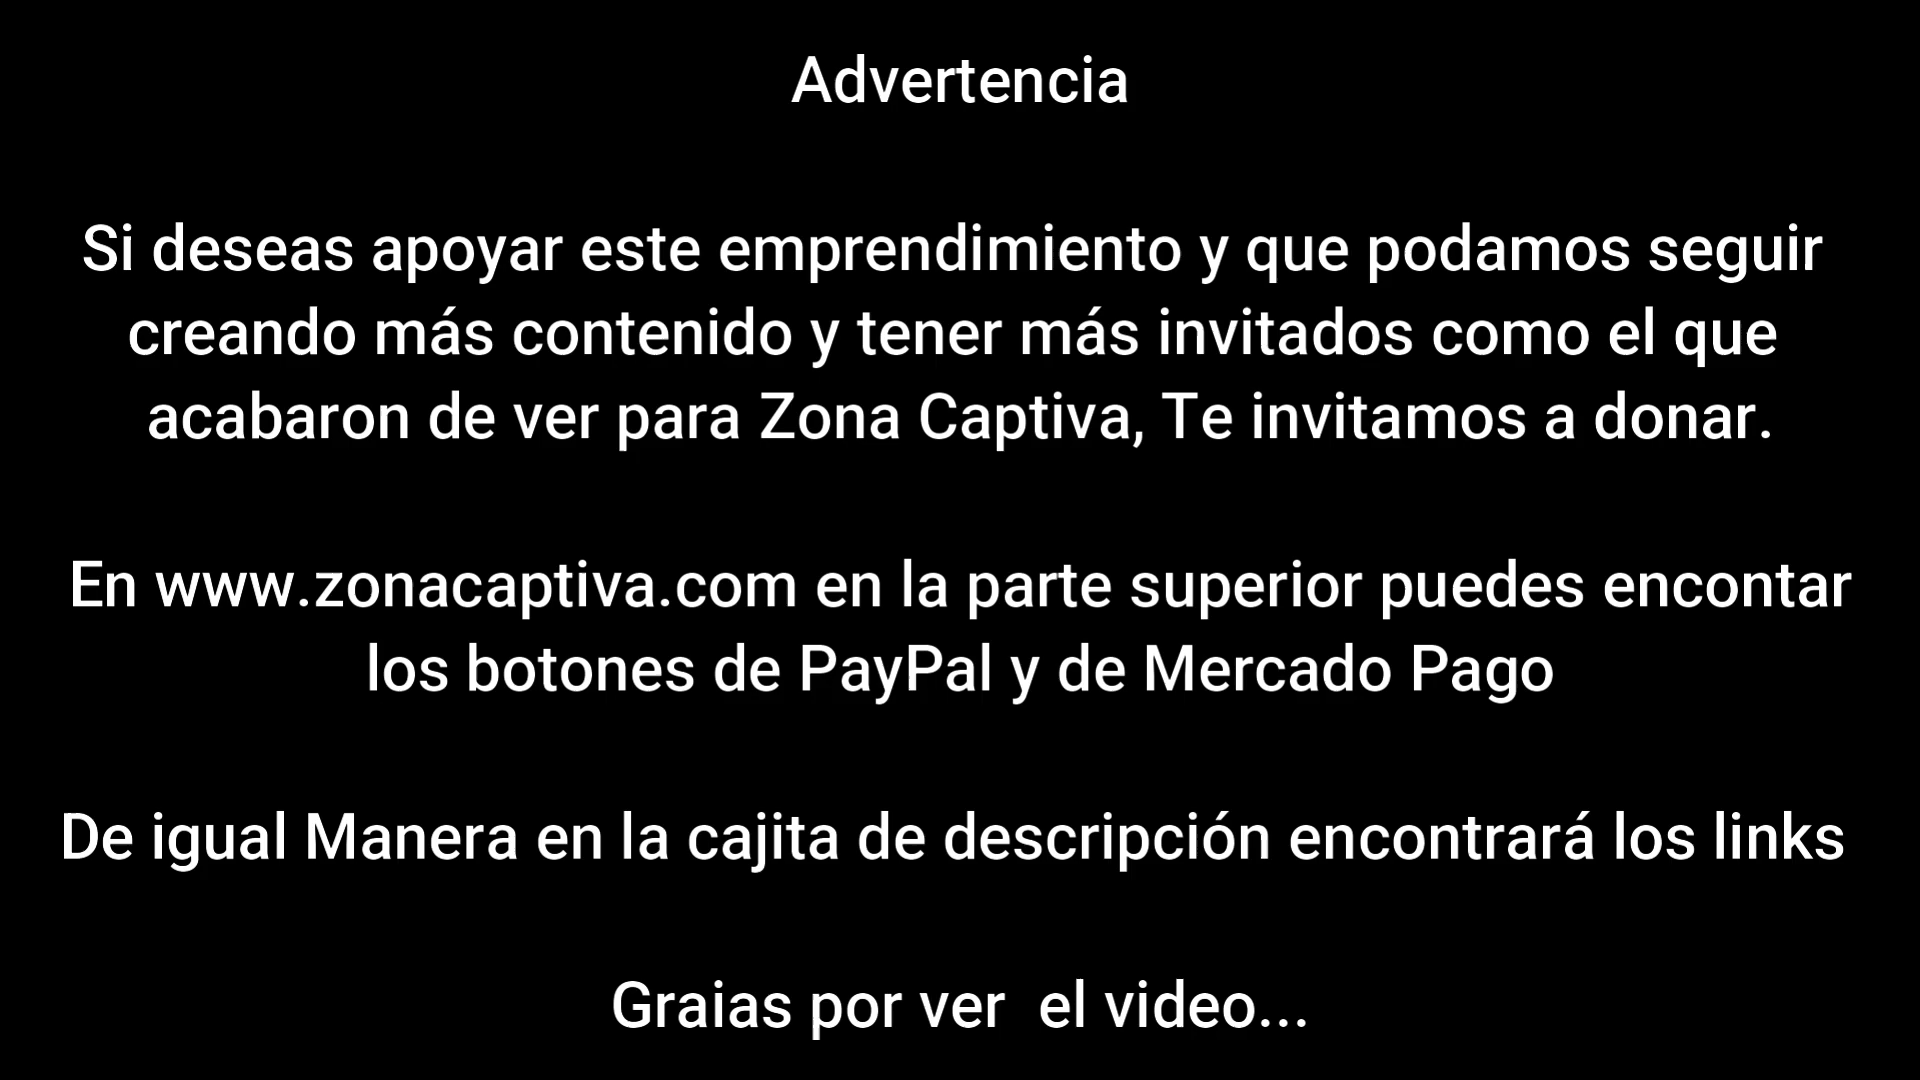 Advertencia
Si deseas apoyar este emprendimiento y que podamos seguir
creando más contenido y tener más invitados como el que
acabaron de ver para Zona Captiva, Te invitamos a donar.
En www.zonacaptiva.com en la parte superior puedes encontar
los botones de PayPal y de Mercado Pago
De igual Manera en la cajita de descripción encontrará los links
Graias por ver  el video...